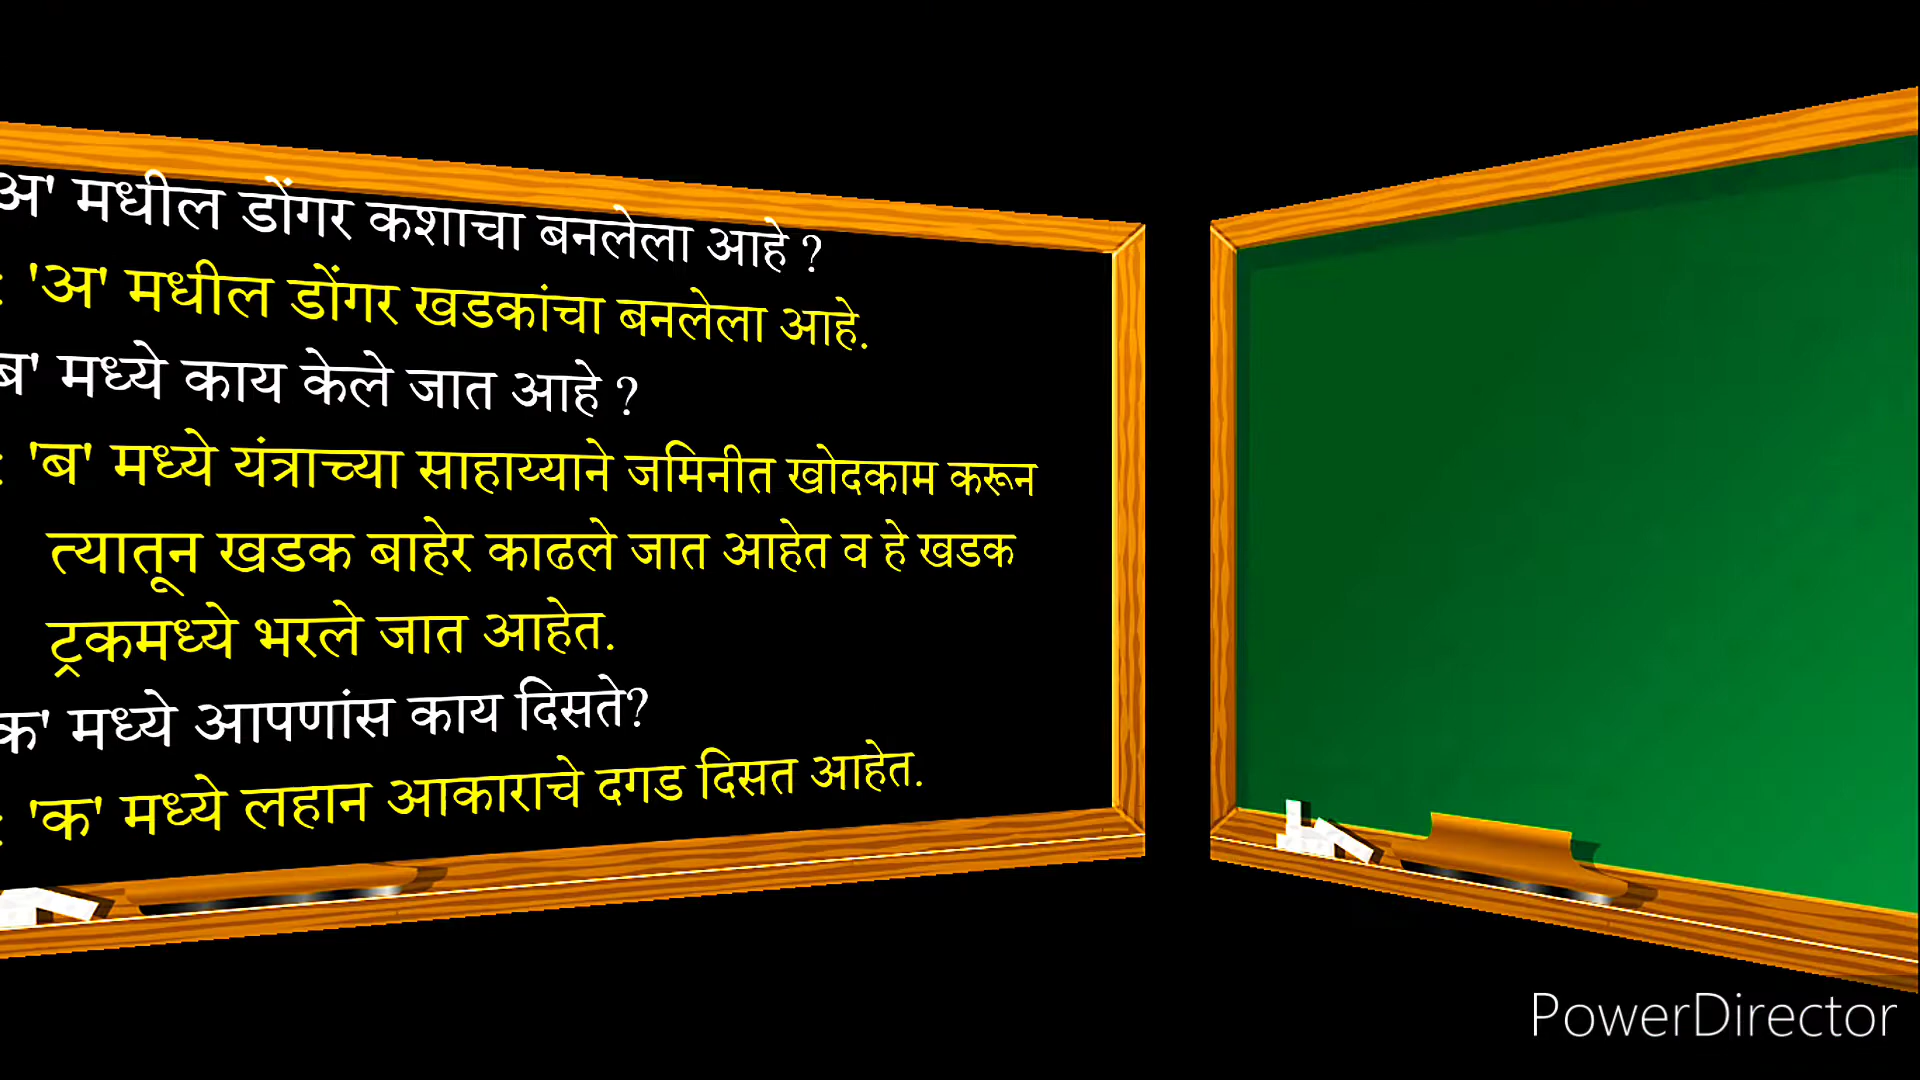 अ' मधील डोंगर कशाचा बनलेला आहे ?
: 'अ' मधील डोंगर खडकांचा बनलेला आहे.
ब' मध्ये काय केले जात आहे ?
: 'ब' मध्ये यंत्राच्या साहाय्याने जमिनीत खोदकाम करून
त्यातून खडक बाहेर काढले जात आहेत व हे खडक
ट्रकमध्ये भरले जात आहेत.
क' मध्ये आपणांस काय दिसते?
: 'क' मध्ये लहान आकाराचे दगड दिसत आहेत.
PowerDirector